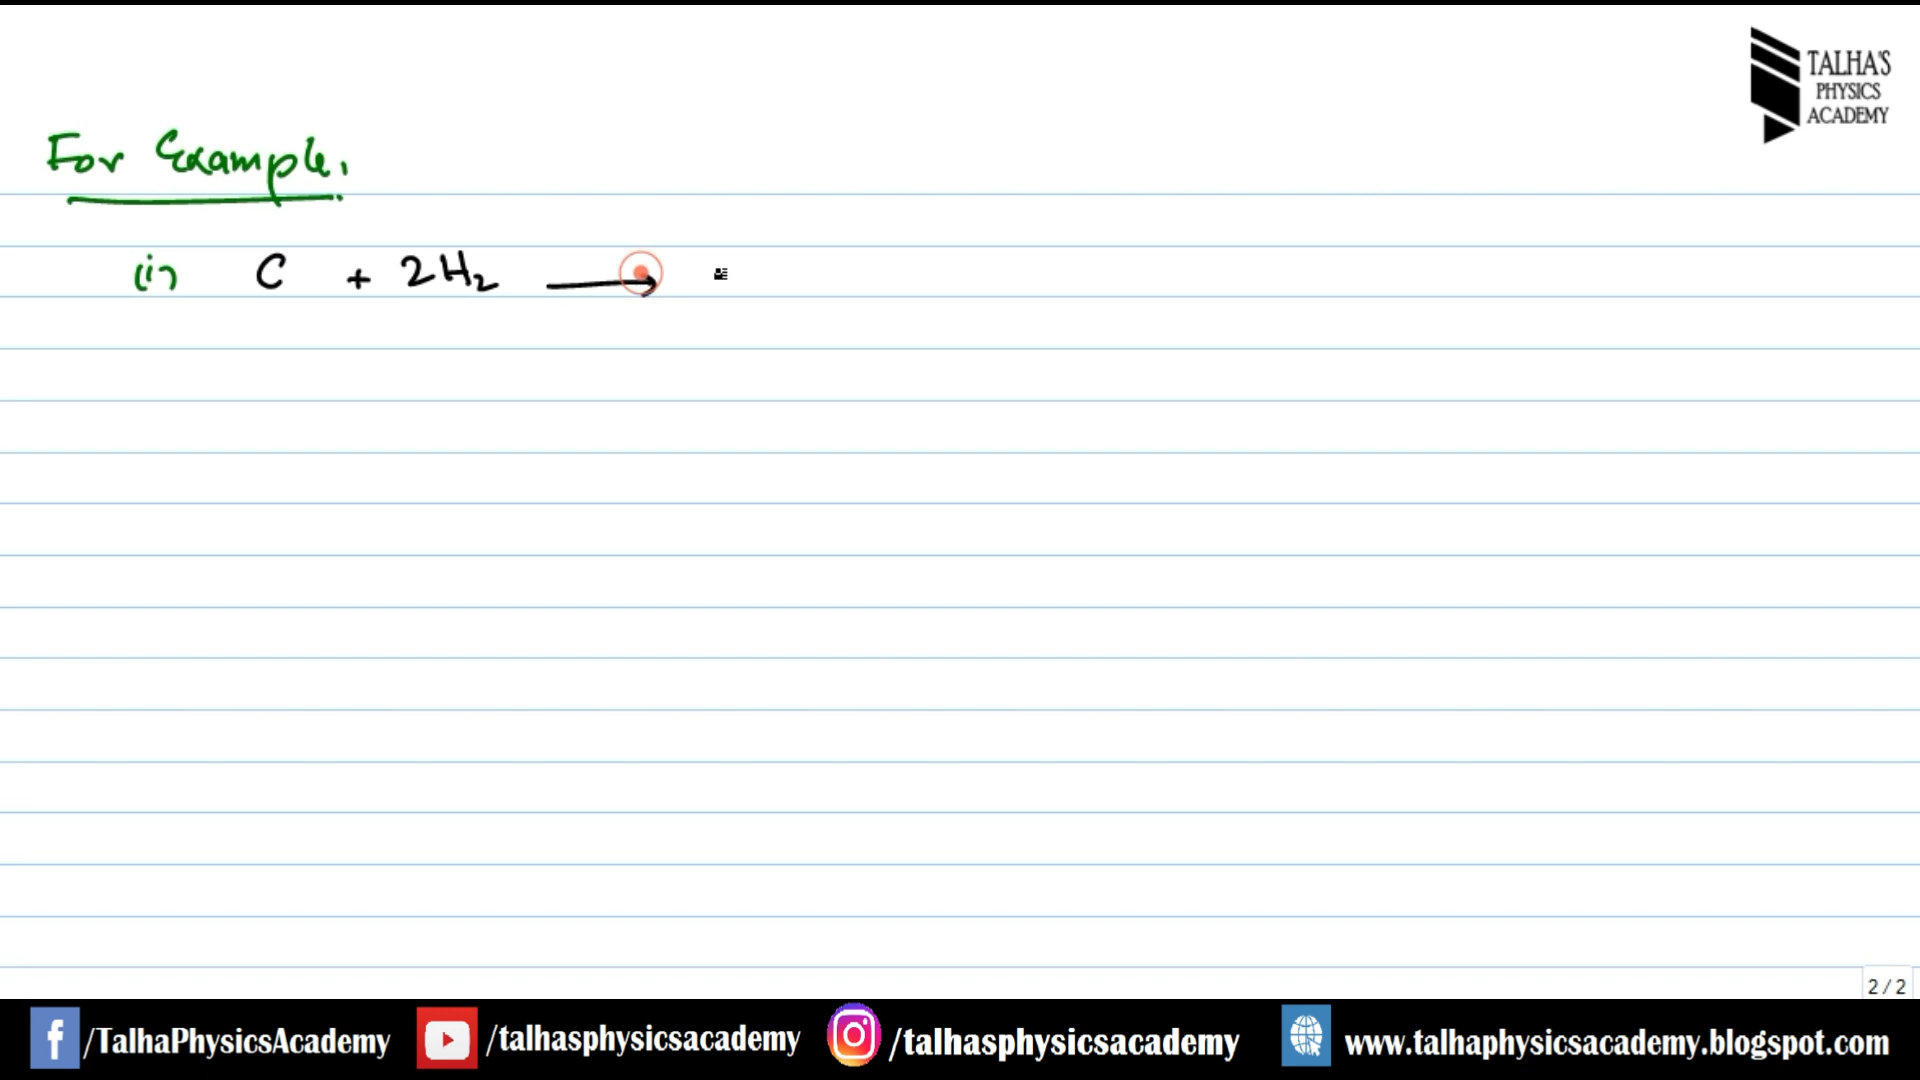 TALHA'S
PHYSICS
ACADEMY
For Example,
(i) C + 2H₂ ⟶
2 / 2
/TalhaPhysicsAcademy /talhasphysicsacademy /talhasphysicsacademy www.talhaphysicsacademy.blogspot.com